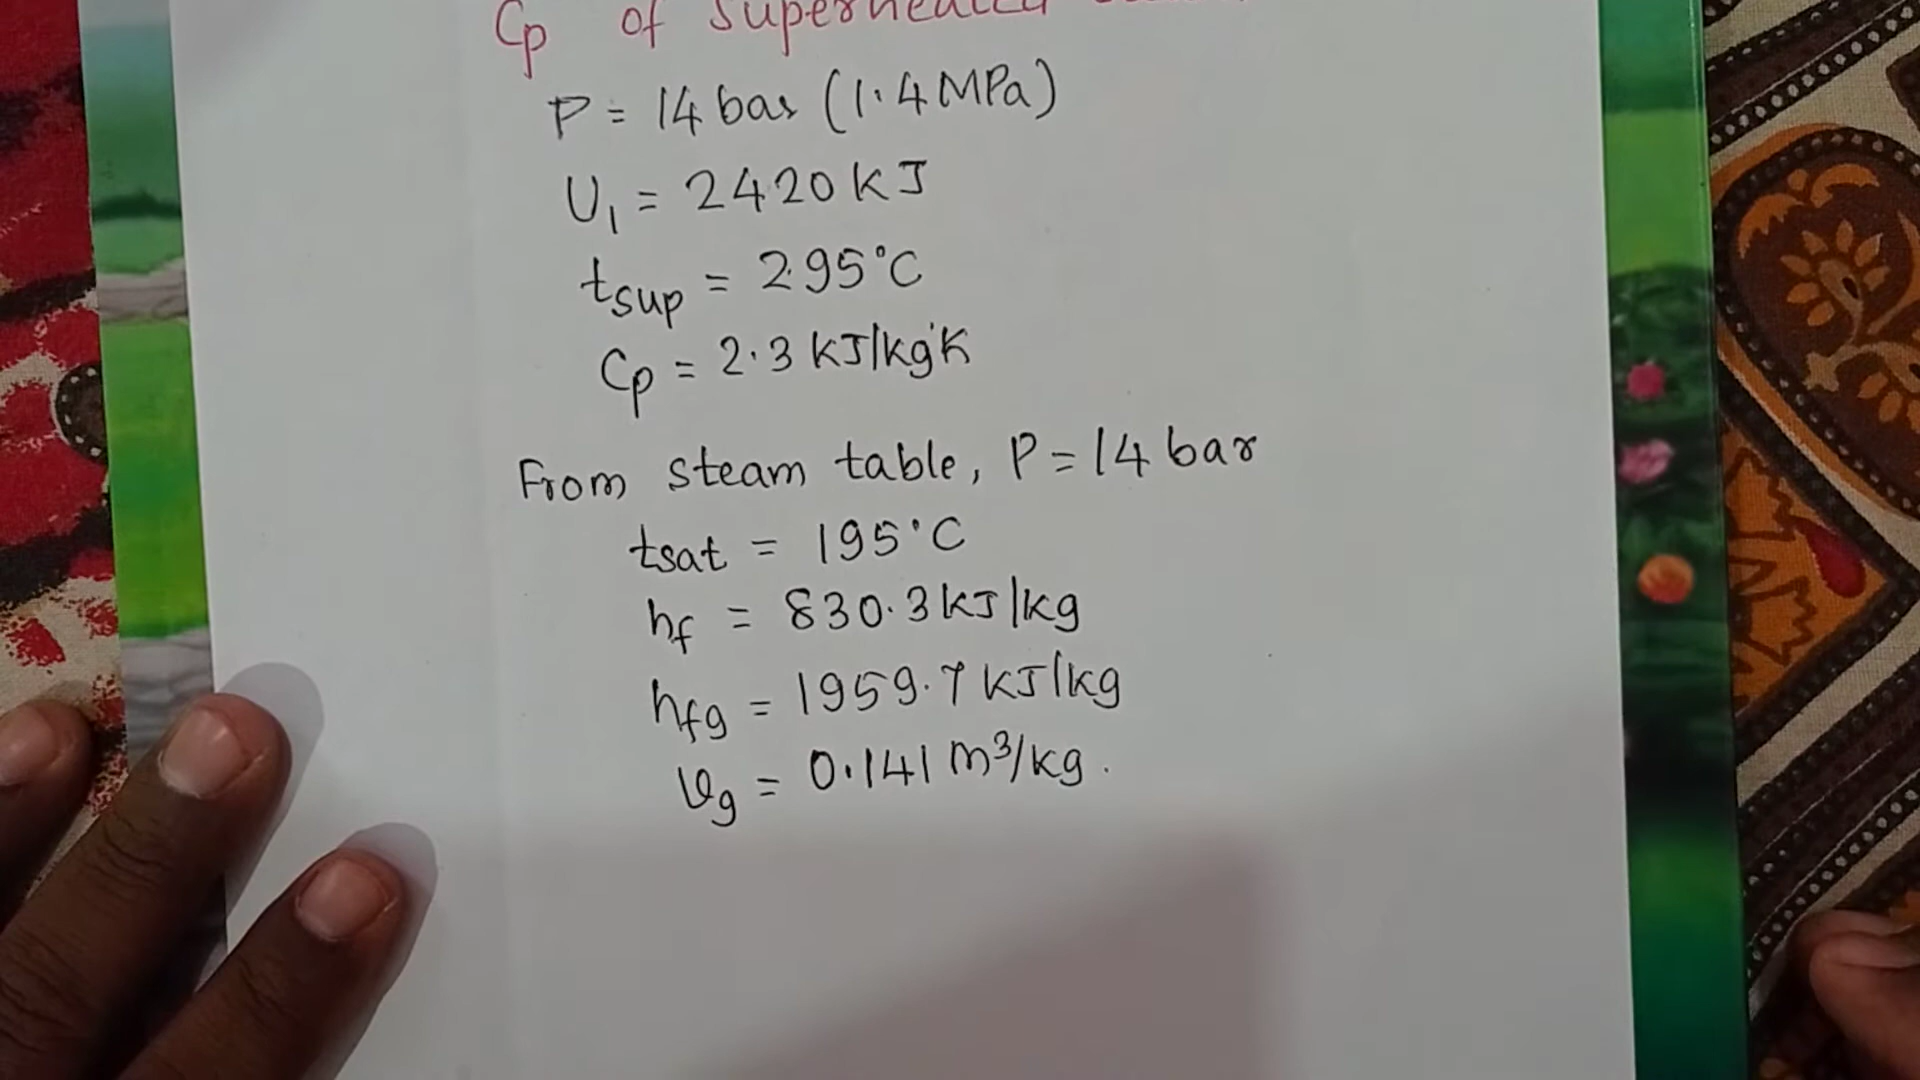 Cp of superheated
P = 14 bar (1.4 MPa)
U₁ = 2420 kJ
tsup = 295°C
Cp = 2.3 kJ/kg K
From steam table, P = 14 bar
tsat = 195°C
hf = 830.3 kJ/kg
hfg = 1959.7 kJ/kg
vg = 0.141 m³/kg.